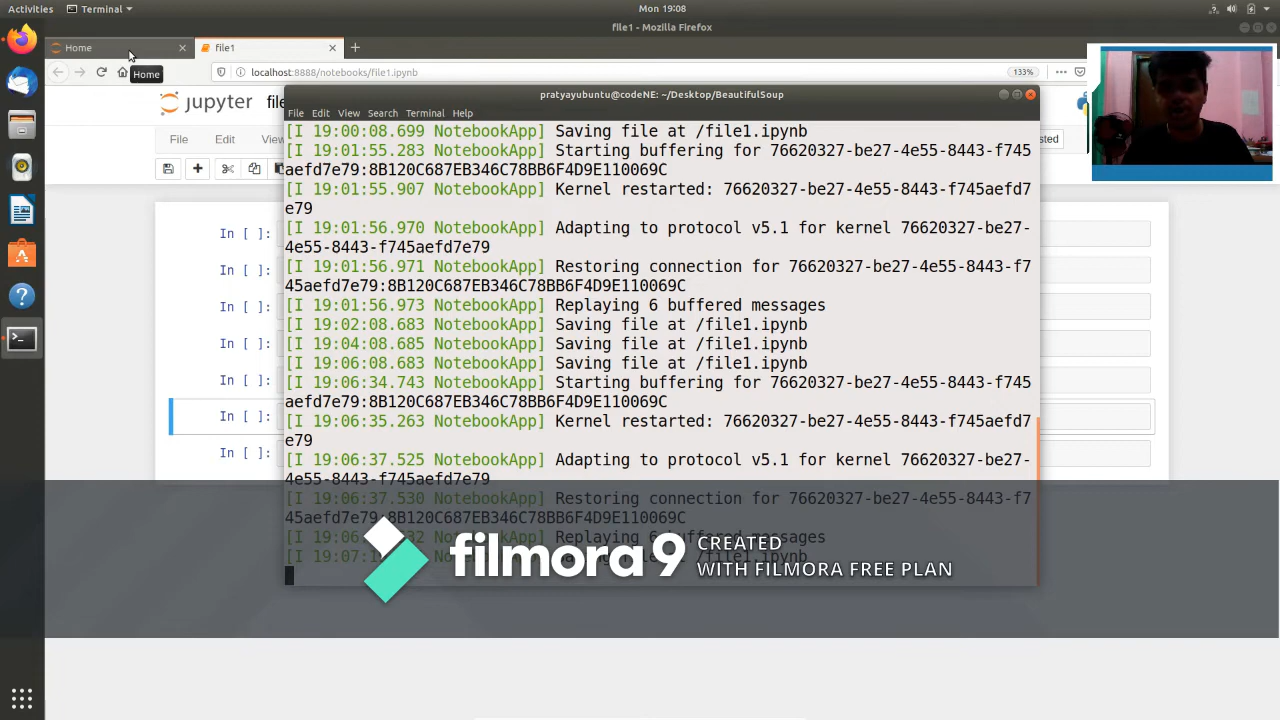 Activities
Terminal
Mon 19:08
file1 - Mozilla Firefox
Home
file1
localhost:8888/notebooks/file1.ipynb
133%
Home
jupyter
pratyayubuntu@codeNE: ~/Desktop/BeautifulSoup
File Edit View Search Terminal Help
File Edit
[I 19:00:08.699 NotebookApp] Saving file at /file1.ipynb
[I 19:00:55.283 NotebookApp] Starting buffering for 76620327-be27-4e55-8443-f745
aefd7e79:8B120C687EB346C78BB6F4D9E110069C
[I 19:01:55.907 NotebookApp] Kernel restarted: 76620327-be27-4e55-8443-f745aefd7
e79
[I 19:01:56.970 NotebookApp] Adapting to protocol v5.1 for kernel 76620327-be27-
4e55-8443-f745aefd7e79
[I 19:01:56.971 NotebookApp] Restoring connection for 76620327-be27-4e55-8443-f7
45aefd7e79:8B120C687EB346C78BB6F4D9E110069C
[I 19:01:56.973 NotebookApp] Replaying 6 buffered messages
[I 19:02:08.683 NotebookApp] Saving file at /file1.ipynb
[I 19:04:08.685 NotebookApp] Saving file at /file1.ipynb
[I 19:06:08.683 NotebookApp] Saving file at /file1.ipynb
[I 19:06:34.743 NotebookApp] Starting buffering for 76620327-be27-4e55-8443-f745
aefd7e79:8B120C687EB346C78BB6F4D9E110069C
[I 19:06:35.263 NotebookApp] Kernel restarted: 76620327-be27-4e55-8443-f745aefd7
e79
[I 19:06:37.525 NotebookApp] Adapting to protocol v5.1 for kernel 76620327-be27-
4e55-8443-f745aefd7e79
[I 19:06:37.530 NotebookApp] Restoring connection for 76620327-be27-4e55-8443-f7
45aefd7e79:8B120C687EB346C78BB6F4D9E110069C
NotebookApp] Replaying 6 buffered messages
NotebookApp] /file1.ipynb
In [ ]:
In [ ]:
In [ ]:
In [ ]:
In [ ]:
In [ ]:
In [ ]:
filmora 9
CREATED
WITH FILMORA FREE PLAN